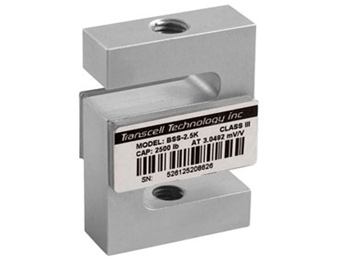 Transcell Technology Inc
MODEL: BSS-2.5K CLASS III
CAP: 2500 lb AT 3.0492 mV/V
SN: 526125208626